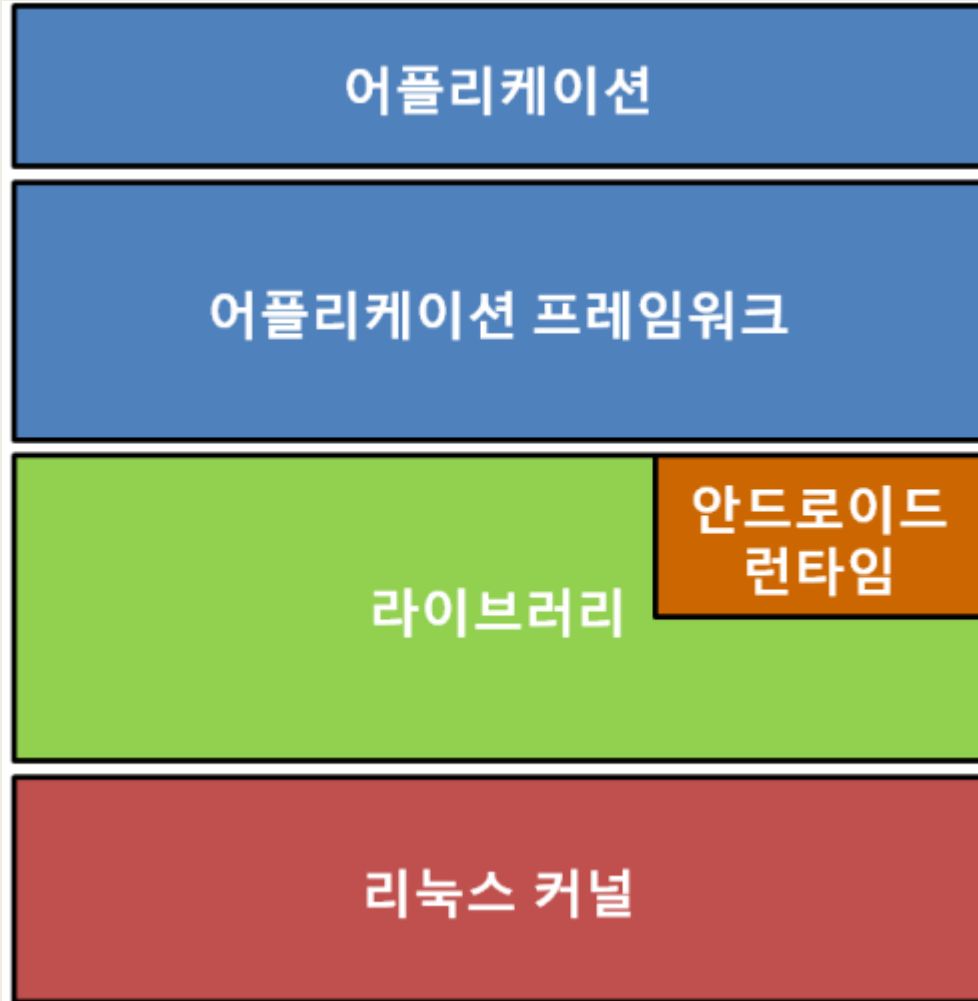 어플리케이션
어플리케이션 프레임워크
안드로이드
런타임
라이브러리
리눅스 커널